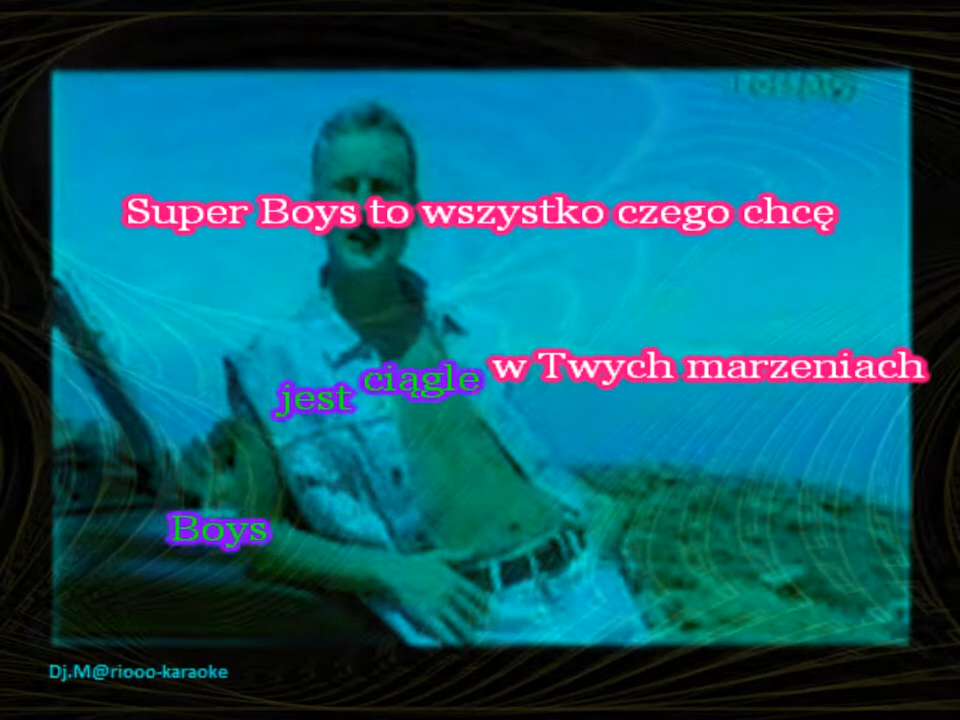 Super Boys to wszystko czego chcę
Boys jest ciągle w Twych marzeniach
Dj.M@riooo-karaoke